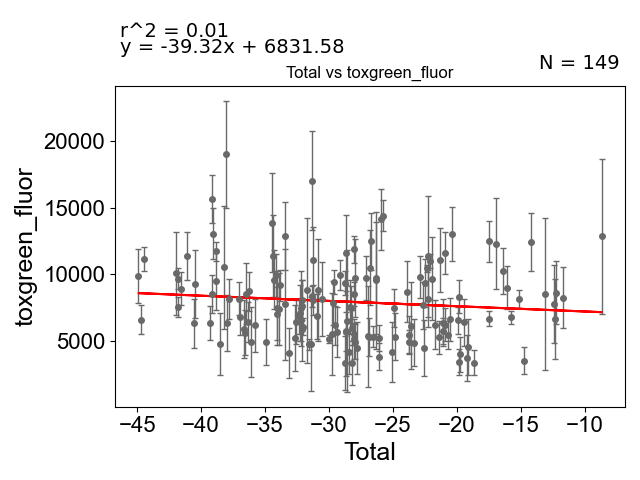 r^2 = 0.01
y = -39.32x + 6831.58
N = 149
Total vs toxgreen_fluor
toxgreen_fluor
20000
15000
10000
5000
−45 −40 −35 −30 −25 −20 −15 −10
Total